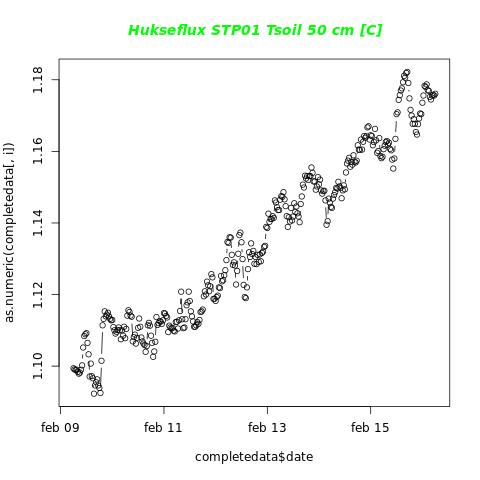 Hukseflux STP01 Tsoil 50 cm [C]
as.numeric(completedata[, i])
1.18
1.16
1.14
1.12
1.10
feb 09
feb 11
feb 13
feb 15
completedata$date